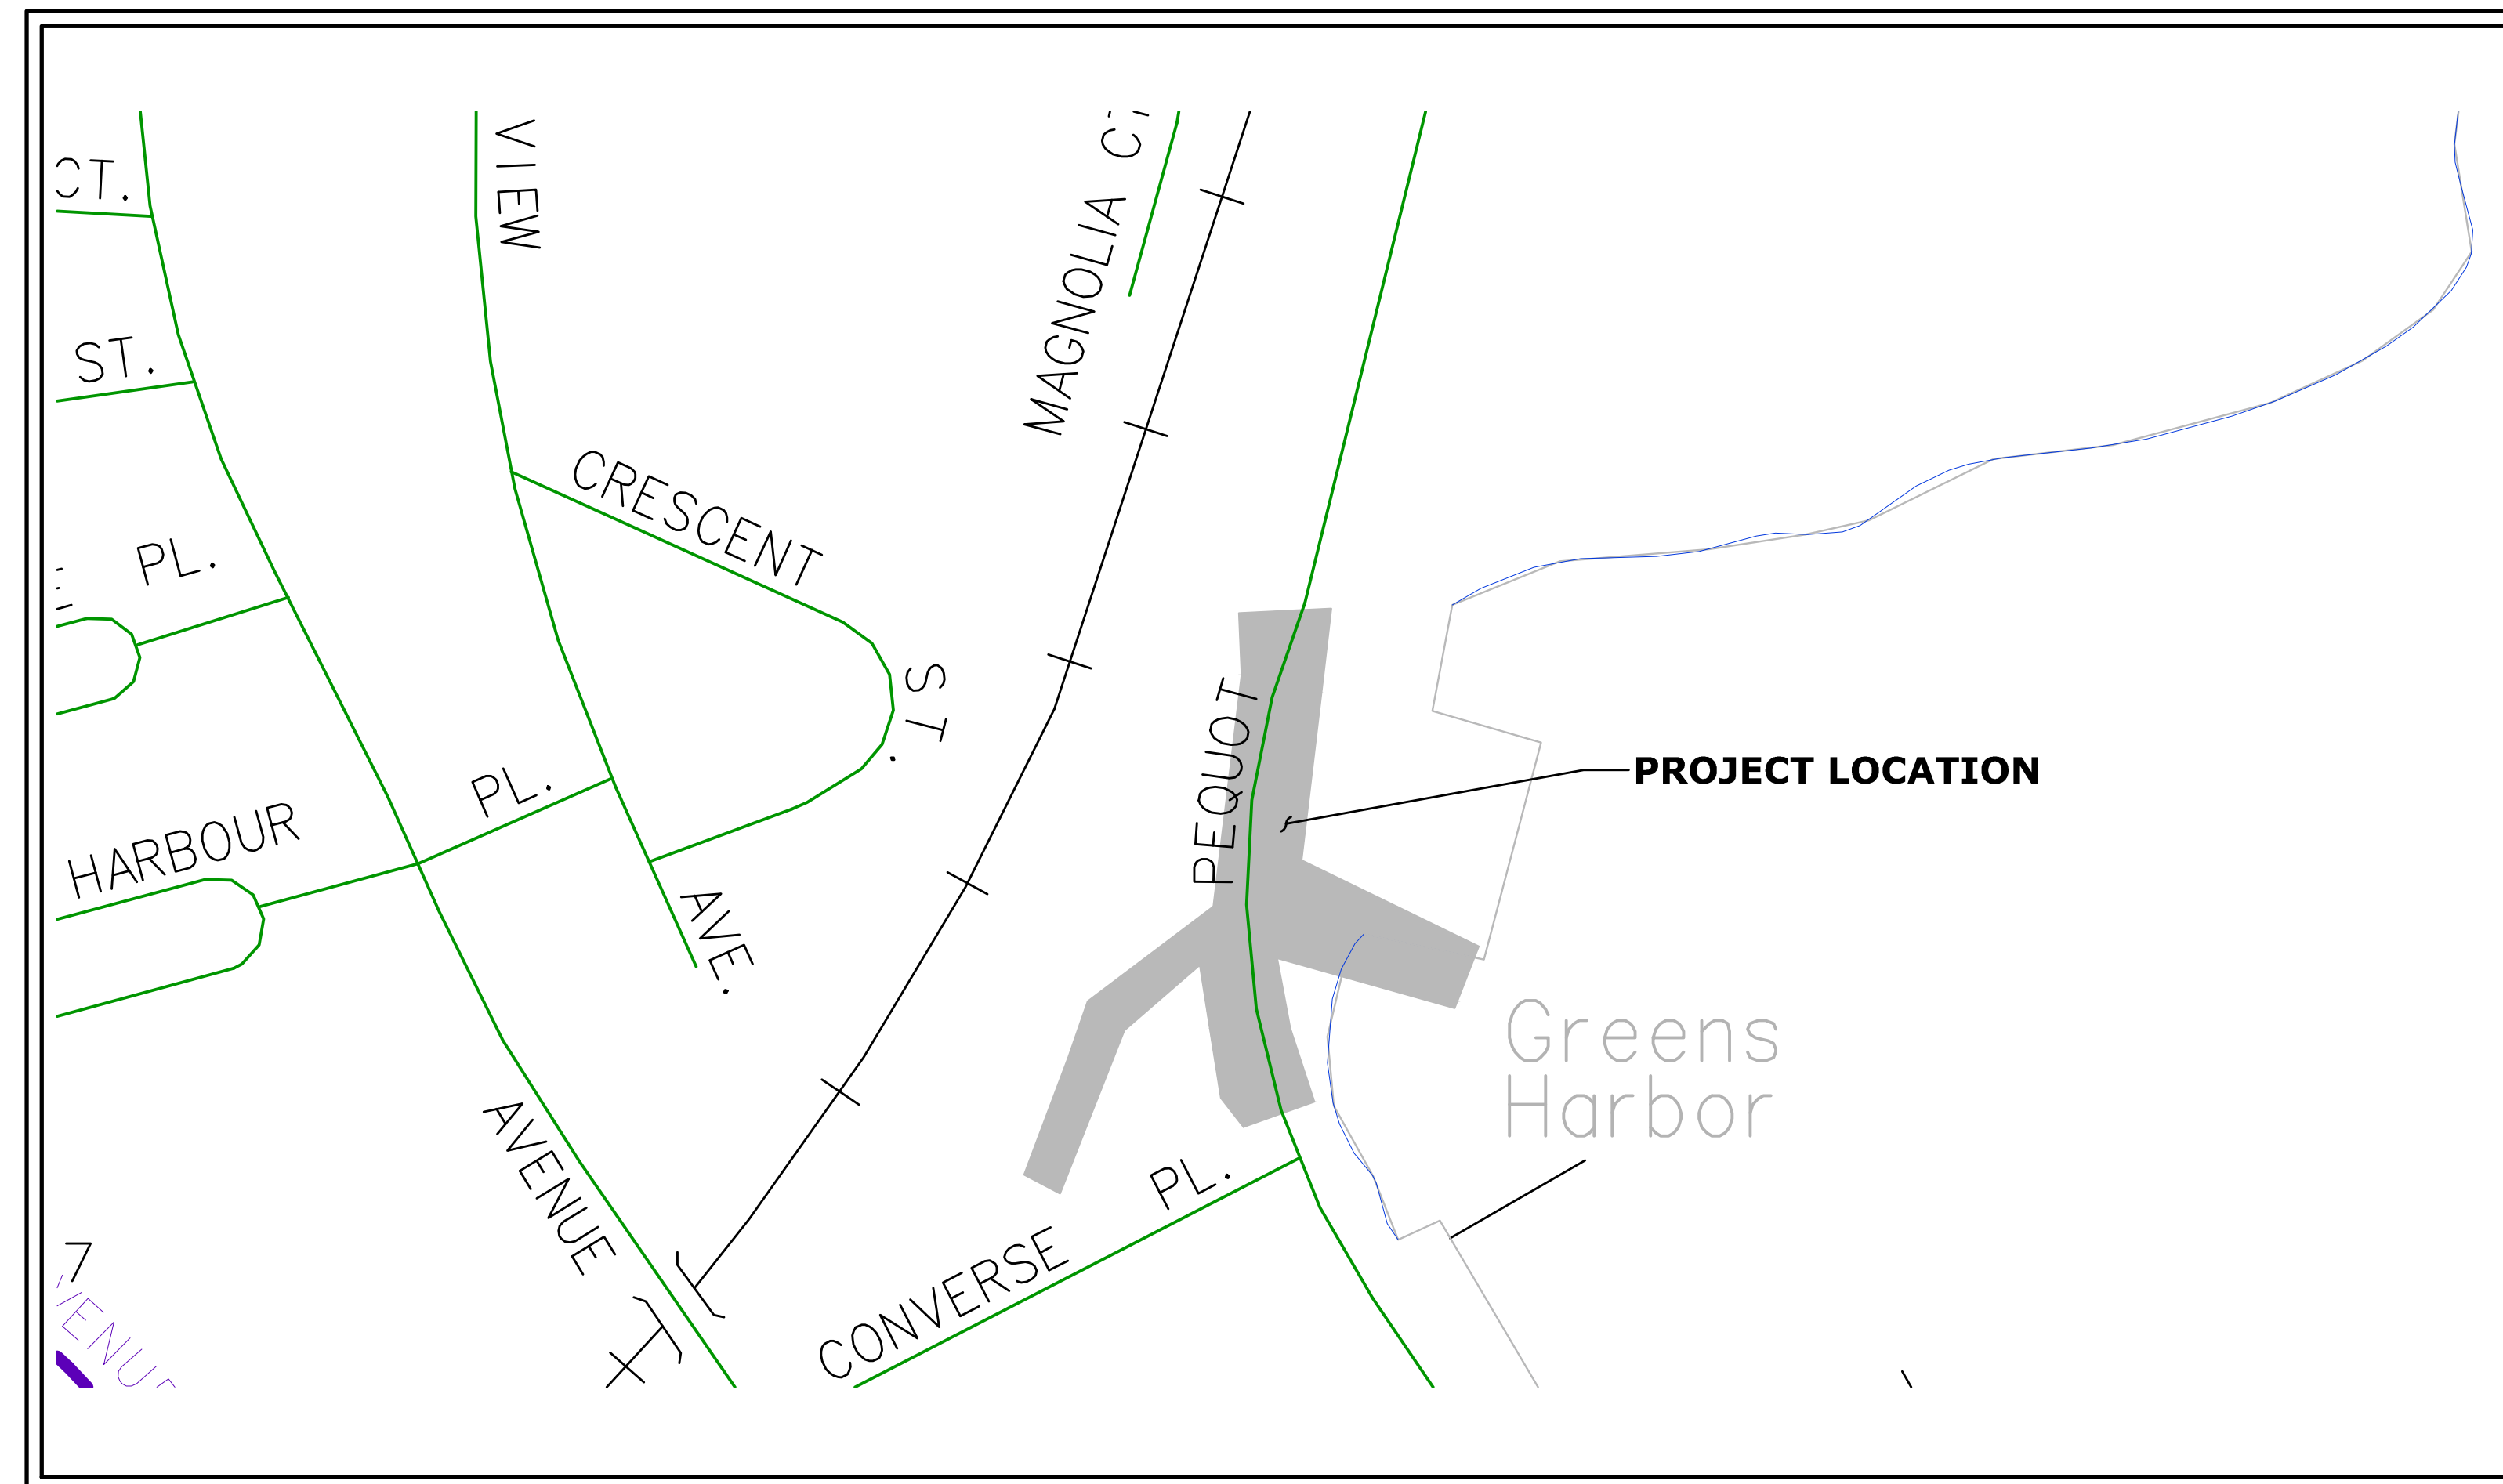 VIEW
MAGNOLIA
CT.
ST.
CRESCENT
ST.
PL.
PEQUOT
PROJECT LOCATION
PL.
HARBOUR
AVE.
Greens
Harbor
AVENUE
PL.
CONVERSE
7